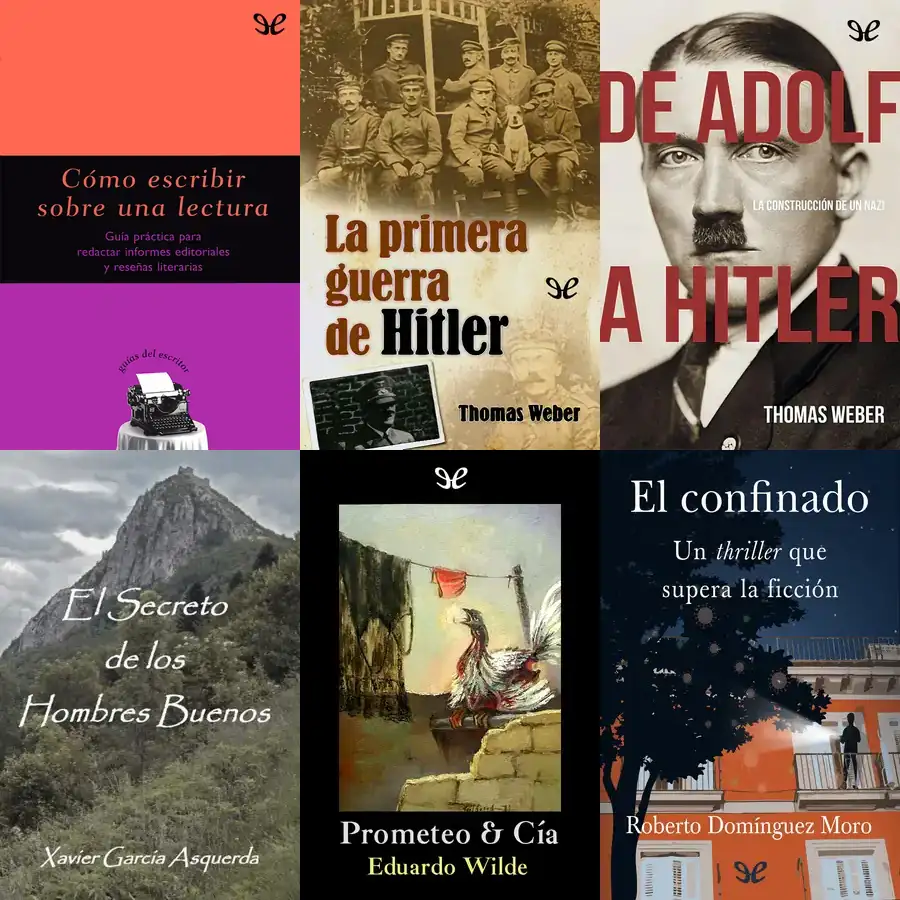 Cómo escribir
sobre una lectura
Guía práctica para
redactar informes editoriales
y reseñas literarias
guías del escritor
La primera
guerra
de Hitler
Thomas Weber
DE ADOLF
LA CONSTRUCCIÓN DE UN NAZI
A HITLER
THOMAS WEBER
El Secreto
de los
Hombres Buenos
Xavier García Asquerda
Prometeo & Cía
Eduardo Wilde
El confinado
Un thriller que
supera la ficción
Roberto Domínguez Moro